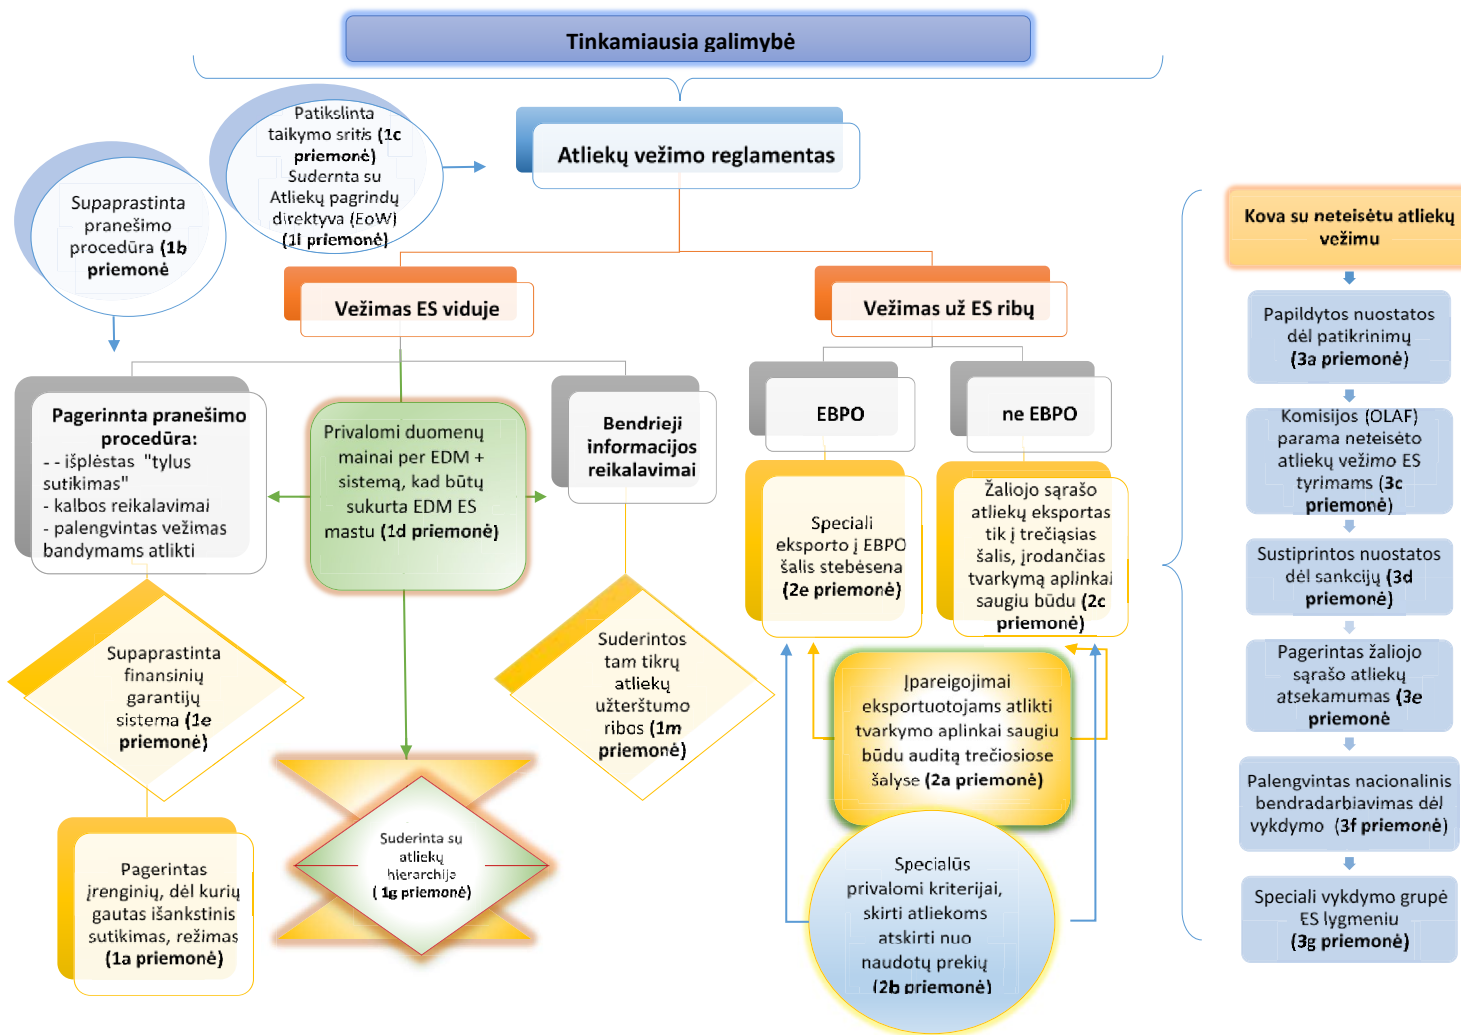 Tinkamiausia galimybė
Patikslinta
taikymo sritis (1c
priemonė)
Sudernta su
Atliekų pagrindų
direktyva (EoW)
(1i priemonė)
Atliekų vežimo reglamentas
Supaprastinta
pranešimo
procedūra (1b
priemonė
Vežimas ES viduje
Vežimas už ES ribų
Pagerinnta pranešimo
procedūra:
- - išplėstas "tylus
sutikimas"
- kalbos reikalavimai
- palengvintas vežimas
bandymams atlikti
Privalomi duomenų
mainai per EDM +
sistemą, kad būtų
sukurta EDM ES
mastu (1d priemonė)
Bendrieji
informacijos
reikalavimai
EBPO
ne EBPO
Speciali
eksporto į EBPO
šalis stebėsena
(2e priemonė)
Žaliojo sąrašo
atliekų eksportas
tik į trečiąsias
šalis, įrodančias
tvarkymą aplinkai
saugiu būdu (2c
priemonė)
Supaprastinta
finansinių
garantijų
sistema (1e
priemonė)
Suderintos
tam tikrų
atliekų
užterštumo
ribos (1m
priemonė)
Įpareigojimai
eksportuotojams atlikti
tvarkymo aplinkai saugiu
būdu auditą trečiosiose
šalyse (2a priemonė)
Pagerintas
įrenginių, dėl kurių
gautas išankstinis
sutikimas, režimas
(1a priemonė)
Suderinta su
atliekų
hierarchija
( 1g priemonė)
Specialūs
privalomi kriterijai,
skirti atliekoms
atskirti nuo
naudotų prekių
(2b priemonė)
Kova su neteisėtu atliekų
vežimu
Papildytos nuostatos
dėl patikrinimų
(3a priemonė)
Komisijos (OLAF)
parama neteisėto
atliekų vežimo ES
tyrimams (3c
priemonė)
Sustiprintos nuostatos
dėl sankcijų (3d
priemonė)
Pagerintas žaliojo
sąrašo atliekų
atsekamumas (3e
priemonė
Palengvintas nacionalinis
bendradarbiavimas dėl
vykdymo (3f priemonė)
Speciali vykdymo grupė
ES lygmeniu
(3g priemonė)